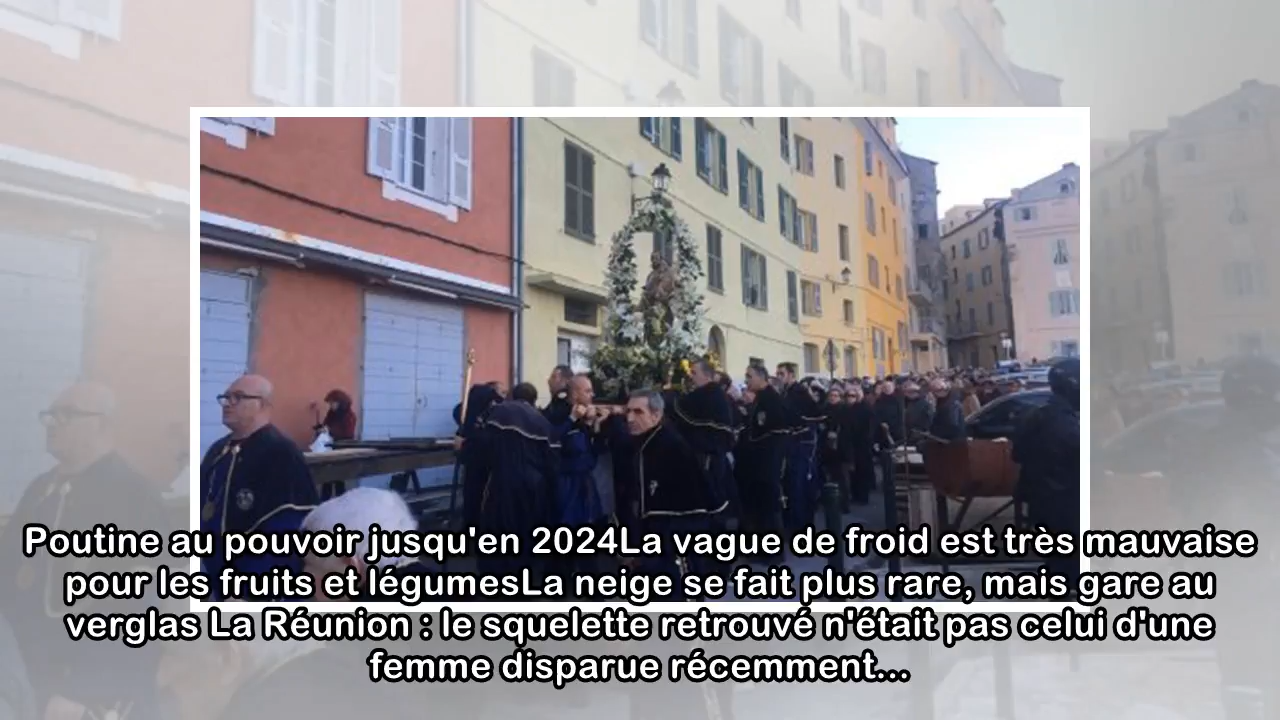 Poutine au pouvoir jusqu'en 2024La vague de froid est très mauvaise
pour les fruits et légumesLa neige se fait plus rare, mais gare au
verglas La Réunion : le squelette retrouvé n'était pas celui d'une
femme disparue récemment...